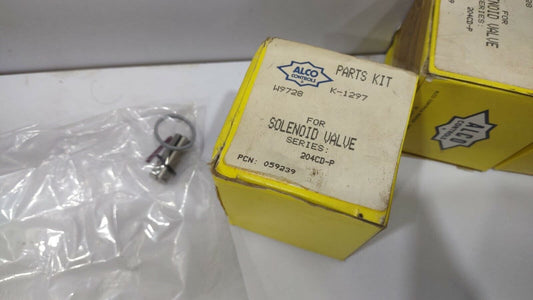 ALCO
CONTROLS
PARTS KIT
W9728 K-1297
FOR
SOLENOID VALVE
SERIES:
204CD-P
PCN: 059239
FOR
SOLENOID VALVE
SERIES:
204CD-P
059
ALCO